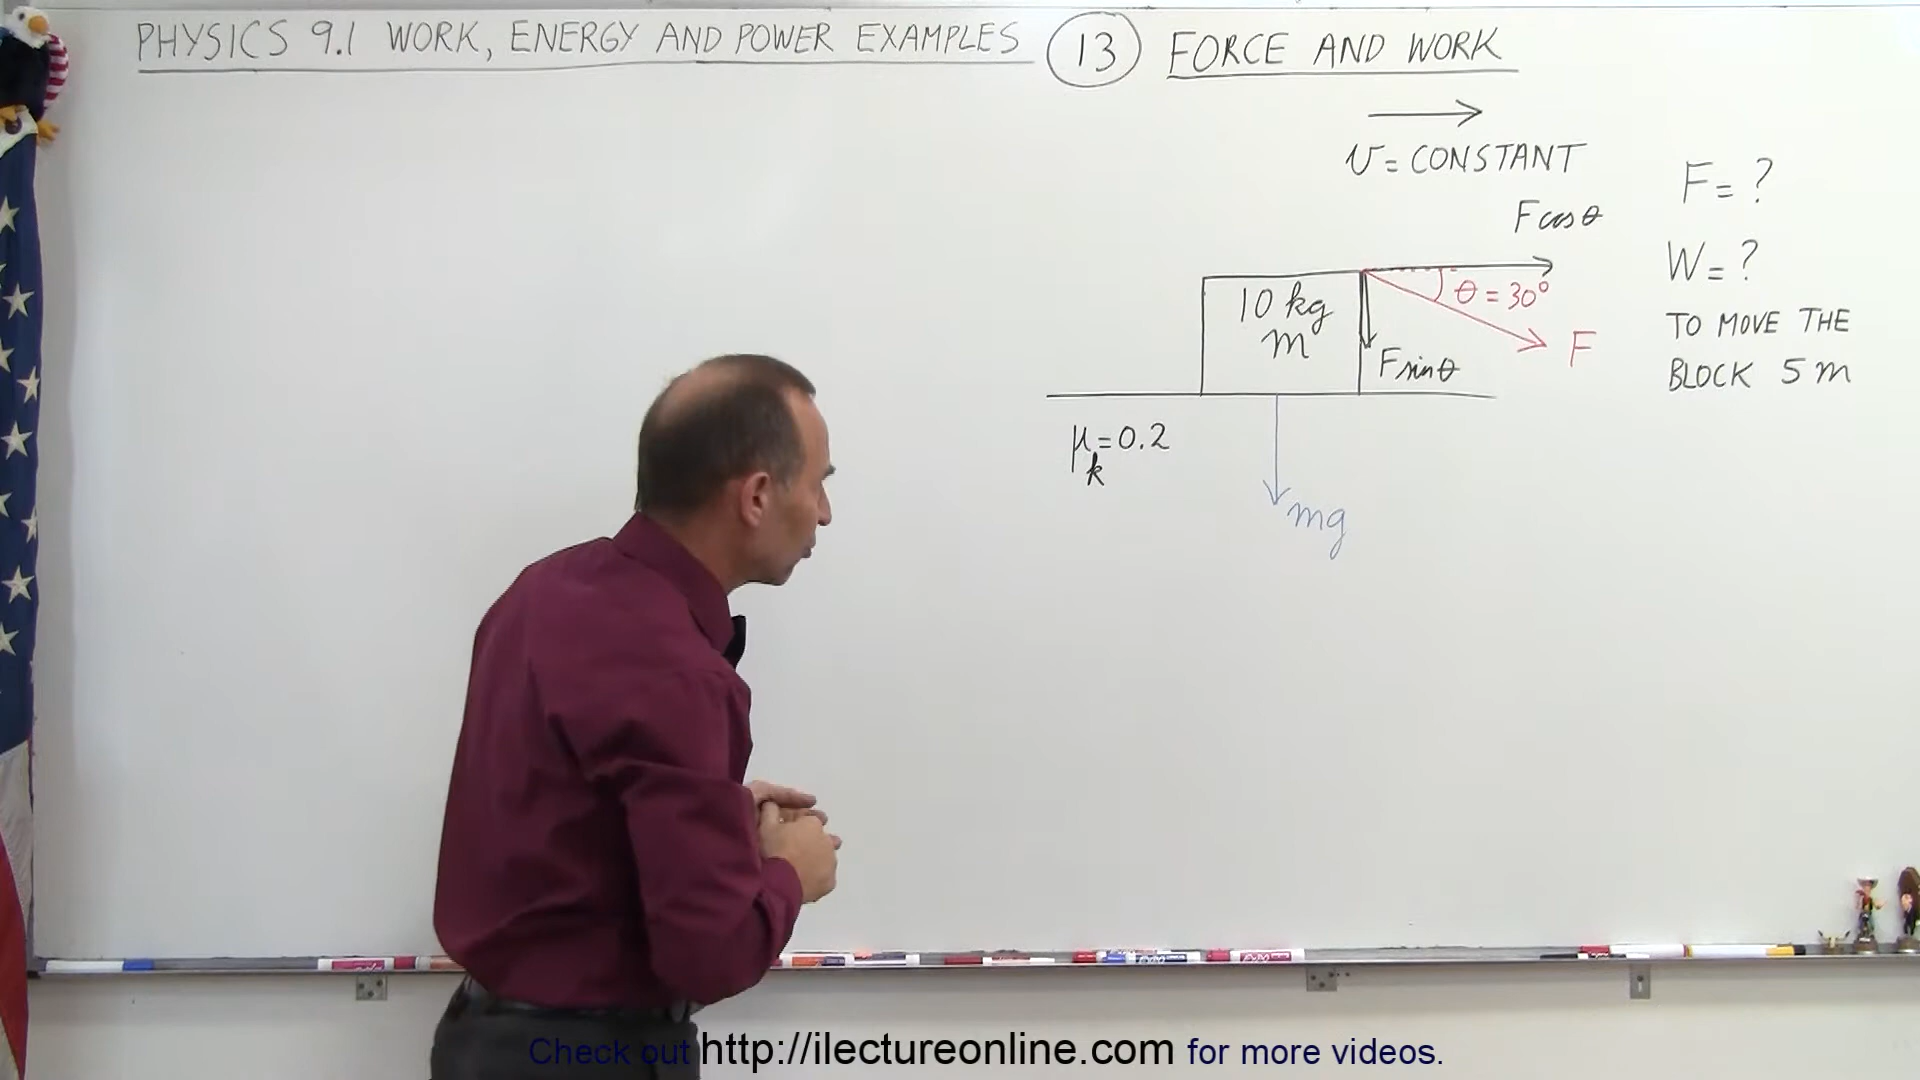 PHYSICS 9.1 WORK, ENERGY AND POWER EXAMPLES 13 FORCE AND WORK
v = CONSTANT
F = ?
F cos θ
W = ?
10 kg
m
θ = 30°
F
F sin θ
TO MOVE THE
BLOCK 5 m
μk = 0.2
mg
Check out http://ilectureonline.com for more videos.